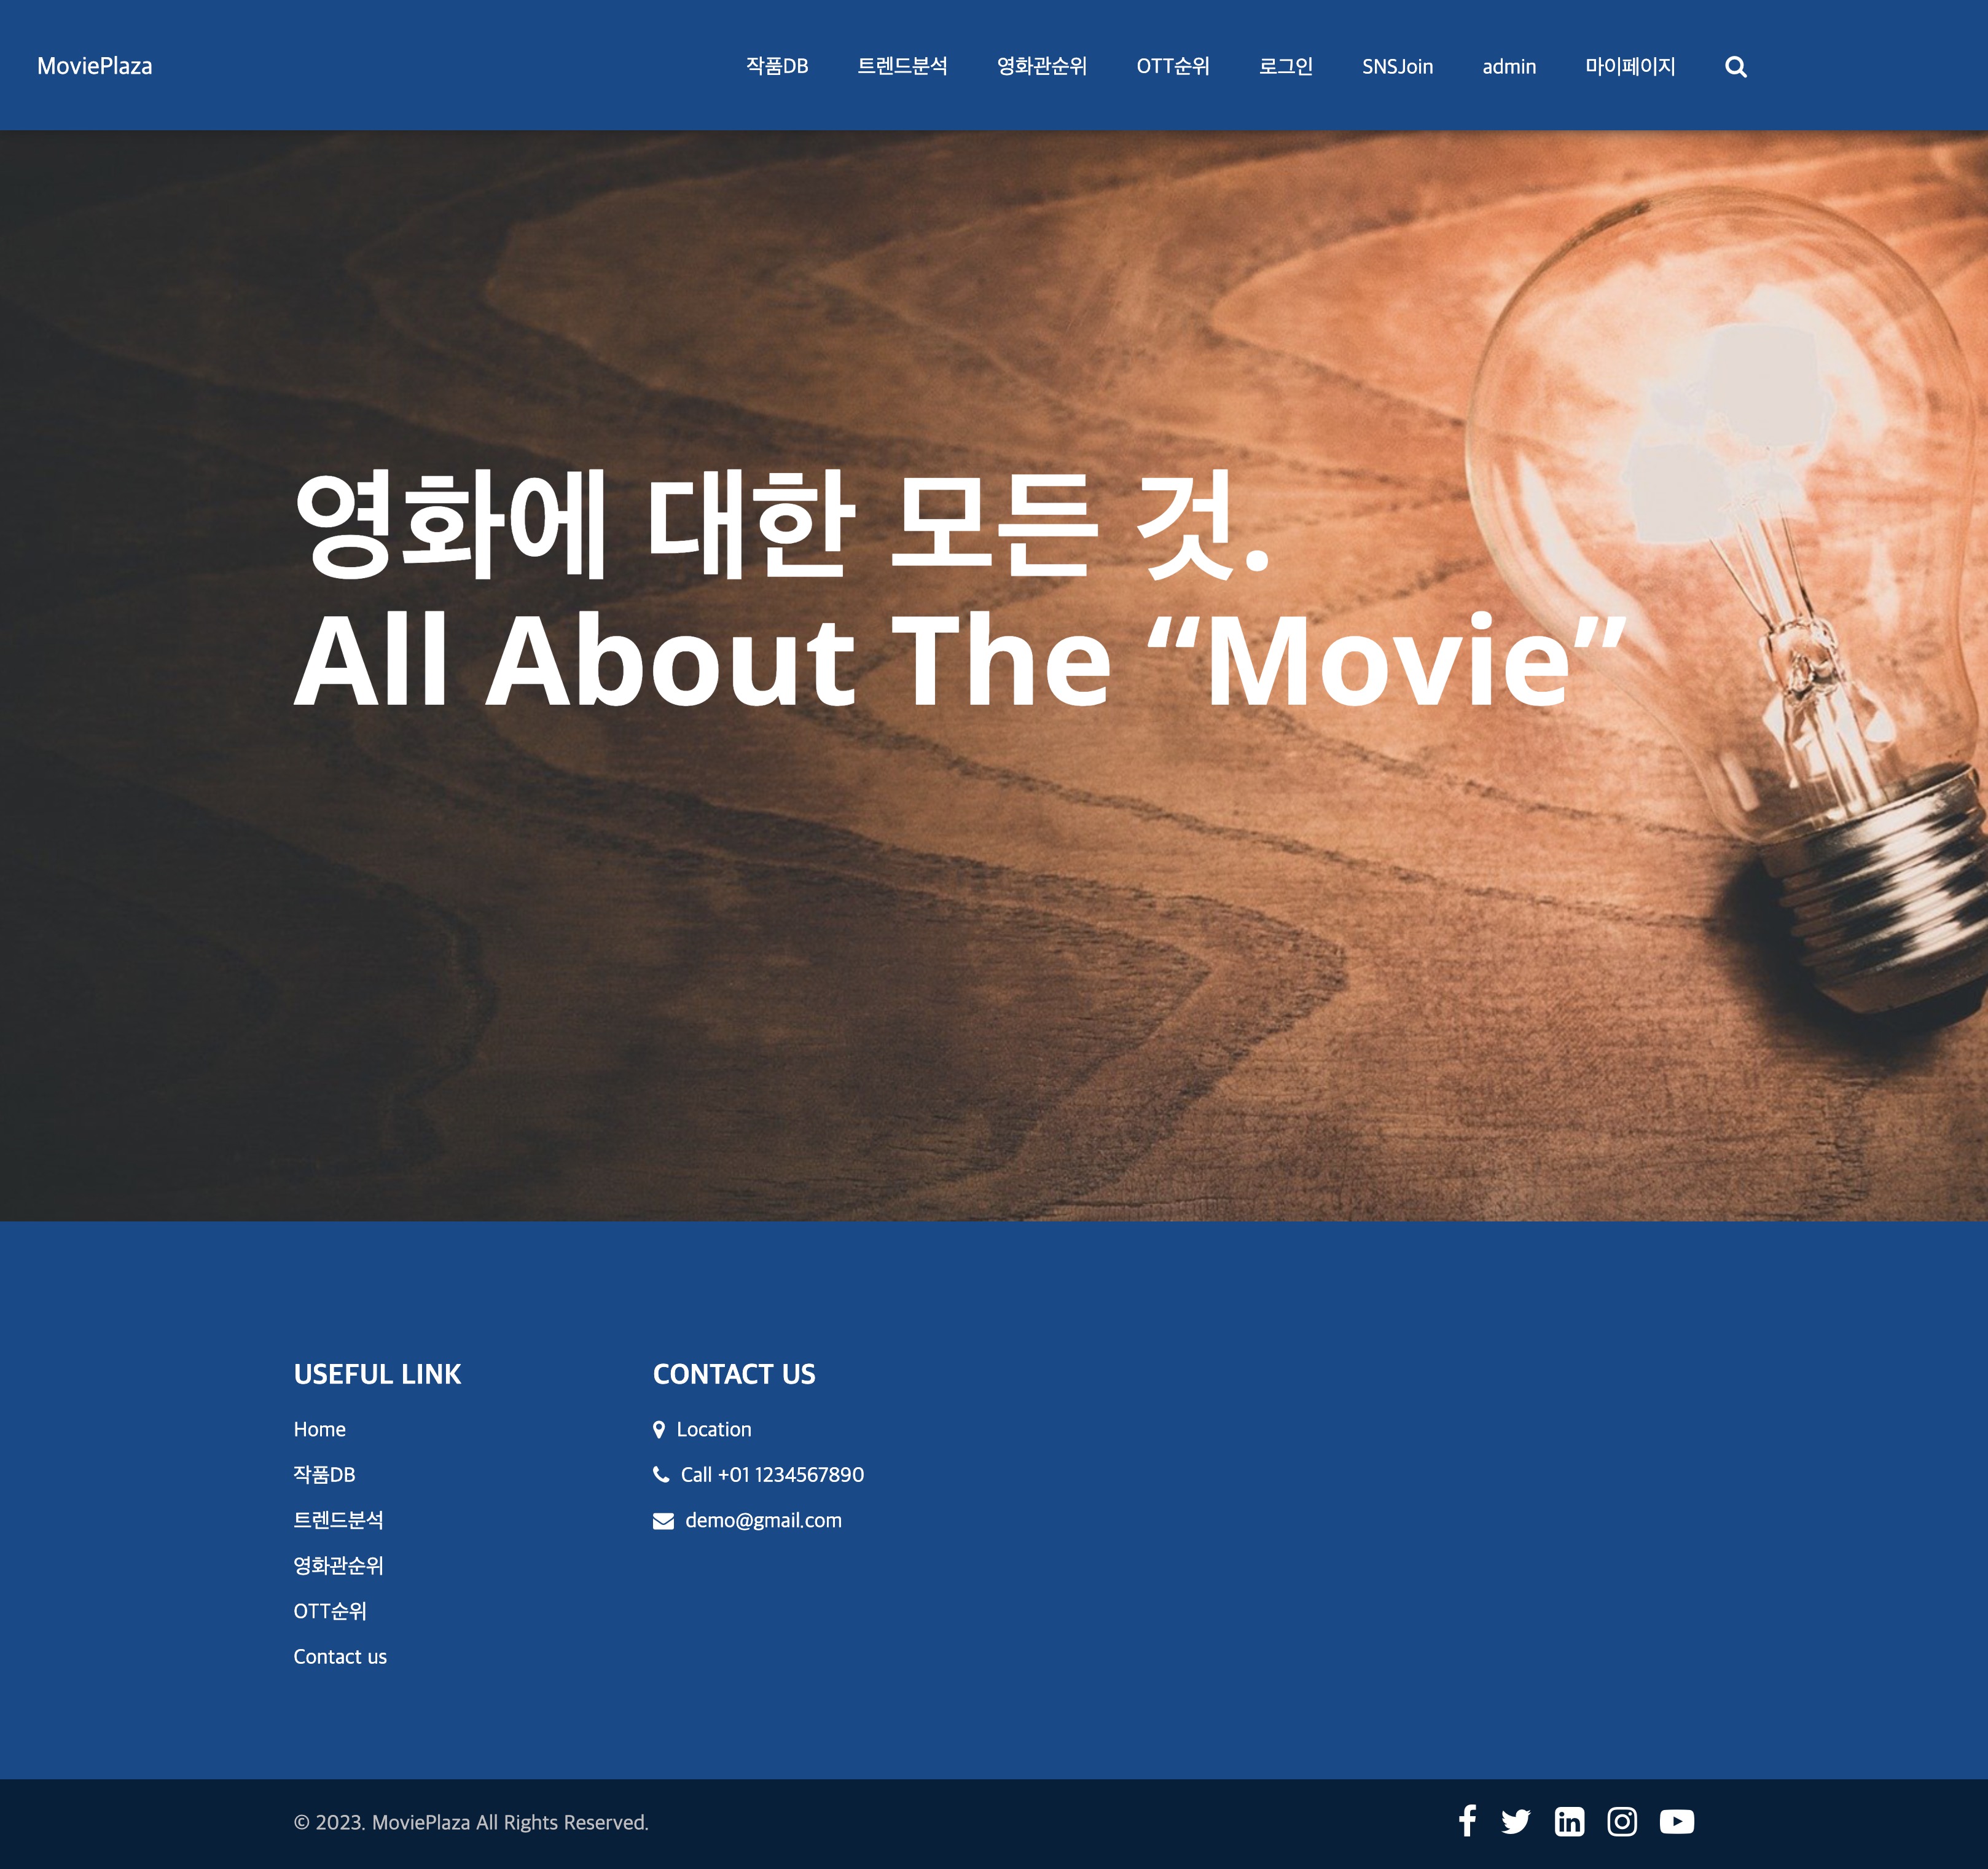 MoviePlaza
작품DB 트렌드분석 영화관순위 OTT순위 로그인 SNSJoin admin 마이페이지
영화에 대한 모든 것.
All About The “Movie”
USEFUL LINK
Home
작품DB
트렌드분석
영화관순위
OTT순위
Contact us
CONTACT US
Location
Call +01 1234567890
demo@gmail.com
© 2023. MoviePlaza All Rights Reserved.